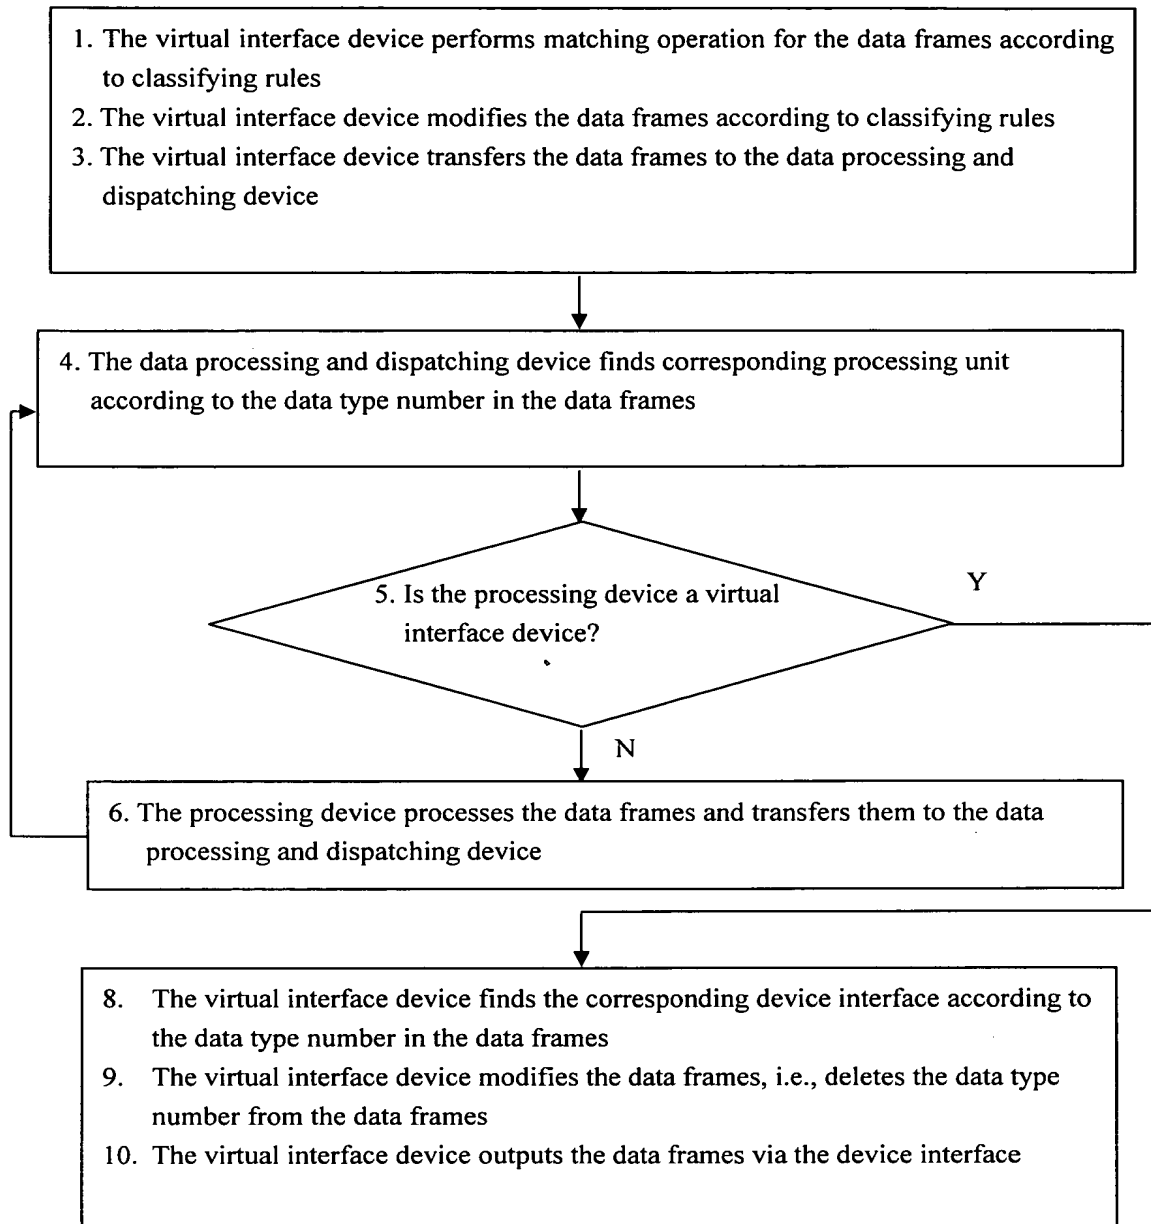 1. The virtual interface device performs matching operation for the data frames according
to classifying rules
2. The virtual interface device modifies the data frames according to classifying rules
3. The virtual interface device transfers the data frames to the data processing and
dispatching device
4. The data processing and dispatching device finds corresponding processing unit
according to the data type number in the data frames
5. Is the processing device a virtual
interface device?
Y
N
6. The processing device processes the data frames and transfers them to the data
processing and dispatching device
8. The virtual interface device finds the corresponding device interface according to
the data type number in the data frames
9. The virtual interface device modifies the data frames, i.e., deletes the data type
number from the data frames
10. The virtual interface device outputs the data frames via the device interface